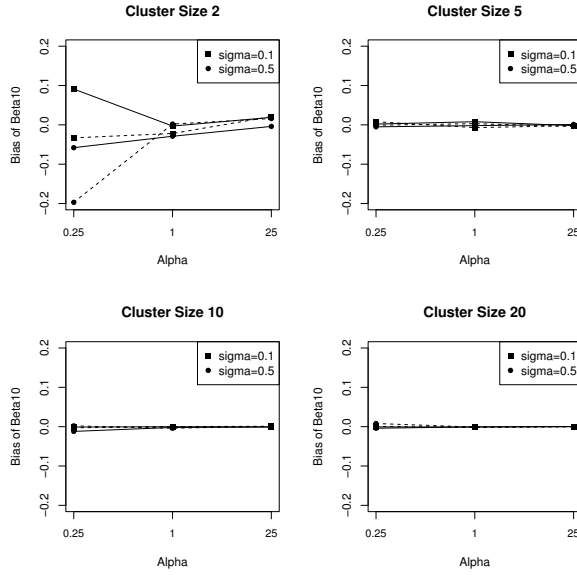 Cluster Size 2
Bias of Beta10
0.2
0.1
0.0
−0.1
−0.2
sigma=0.1
sigma=0.5
0.25
1
25
Alpha
Cluster Size 5
Bias of Beta10
0.2
0.1
0.0
−0.1
−0.2
sigma=0.1
sigma=0.5
0.25
1
25
Alpha
Cluster Size 10
Bias of Beta10
0.2
0.1
0.0
−0.1
−0.2
sigma=0.1
sigma=0.5
0.25
1
25
Alpha
Cluster Size 20
Bias of Beta10
0.2
0.1
0.0
−0.1
−0.2
sigma=0.1
sigma=0.5
0.25
1
25
Alpha